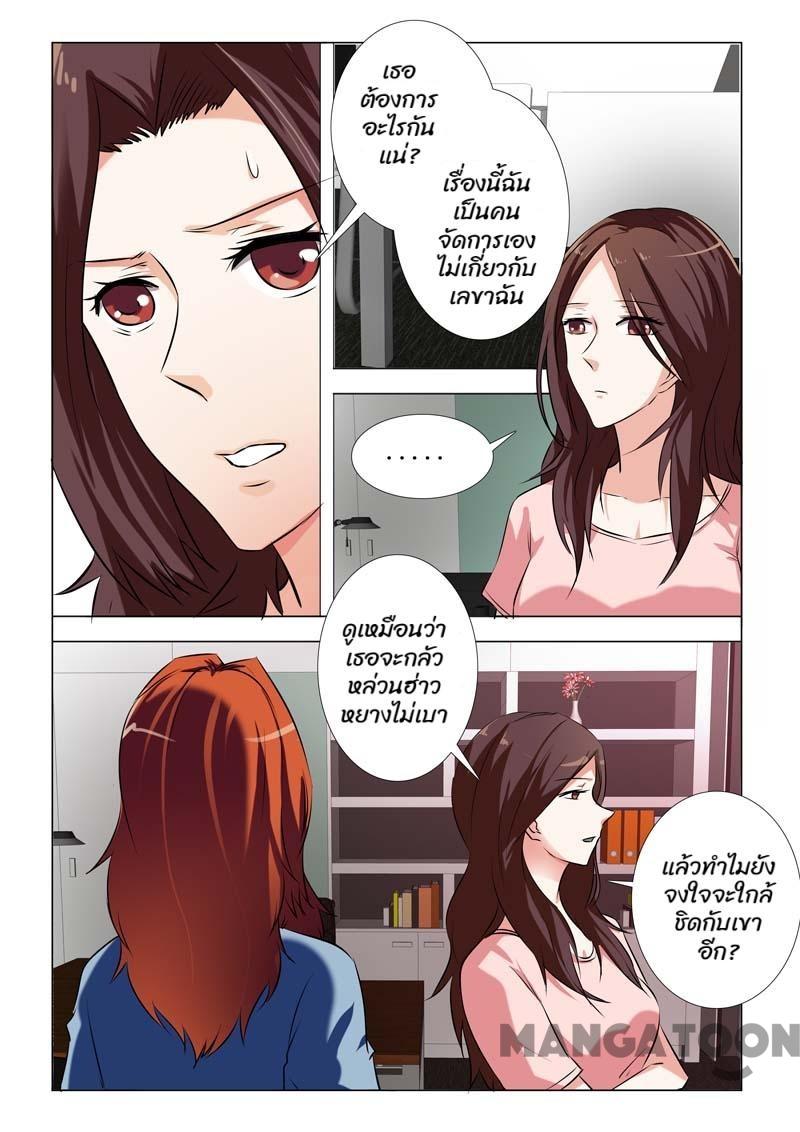 เธอ
ต้องการ
อะไรกัน
แน่?
เรื่องนี้ฉัน
เป็นคน
จัดการเอง
ไม่เกี่ยวกับ
เลขาฉัน
.....
ดูเหมือนว่า
เธอจะกลัว
หล่วนฮ่าว
หยางไม่เบา
แล้วทำไมยัง
จงใจจะใกล้
ชิดกับเขา
อีก?
MANGATOON